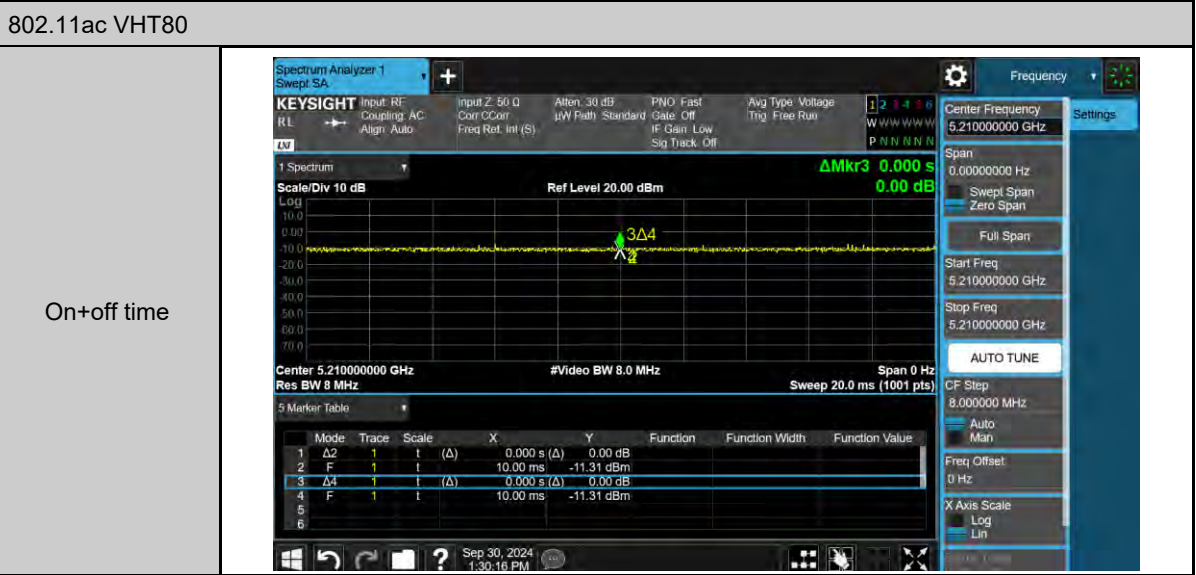 802.11ac VHT80
On+off time
Spectrum Analyzer 1
Swept SA
+
Frequency
KEYSIGHT
RL
LNI
Input: RF
Coupling: AC
Align: Auto
Input Z: 50 Ω
Corr CCorr
Freq Ref: Int (S)
Atten: 30 dB
µW Path: Standard
PNO: Fast
Gate: Off
IF Gain: Low
Sig Track: Off
Avg Type: Voltage
Trig: Free Run
1 2 3 4 5 6
W W W W W W
P N N N N N
1 Spectrum
ΔMkr3 0.000 s
0.00 dB
Scale/Div 10 dB
Ref Level 20.00 dBm
Log
10.0
0.00
-10.0
-20.0
-30.0
-40.0
-50.0
-60.0
-70.0
3Δ4
Center 5.210000000 GHz
#Video BW 8.0 MHz
Span 0 Hz
Res BW 8 MHz
Sweep 20.0 ms (1001 pts)
5 Marker Table
Mode Trace Scale X Y Function Function Width Function Value
1 Δ2 1 t (Δ) 0.000 s (Δ) 0.00 dB
2 F 1 t 10.00 ms -11.31 dBm
3 Δ4 1 t (Δ) 0.000 s (Δ) 0.00 dB
4 F 1 t 10.00 ms -11.31 dBm
5
6
?
Sep 30, 2024
1:30:16 PM
Center Frequency
5.210000000 GHz
Settings
Span
0.00000000 Hz
Swept Span
Zero Span
Full Span
Start Freq
5.210000000 GHz
Stop Freq
5.210000000 GHz
AUTO TUNE
CF Step
8.000000 MHz
Auto
Man
Freq Offset
0 Hz
X Axis Scale
Log
Lin